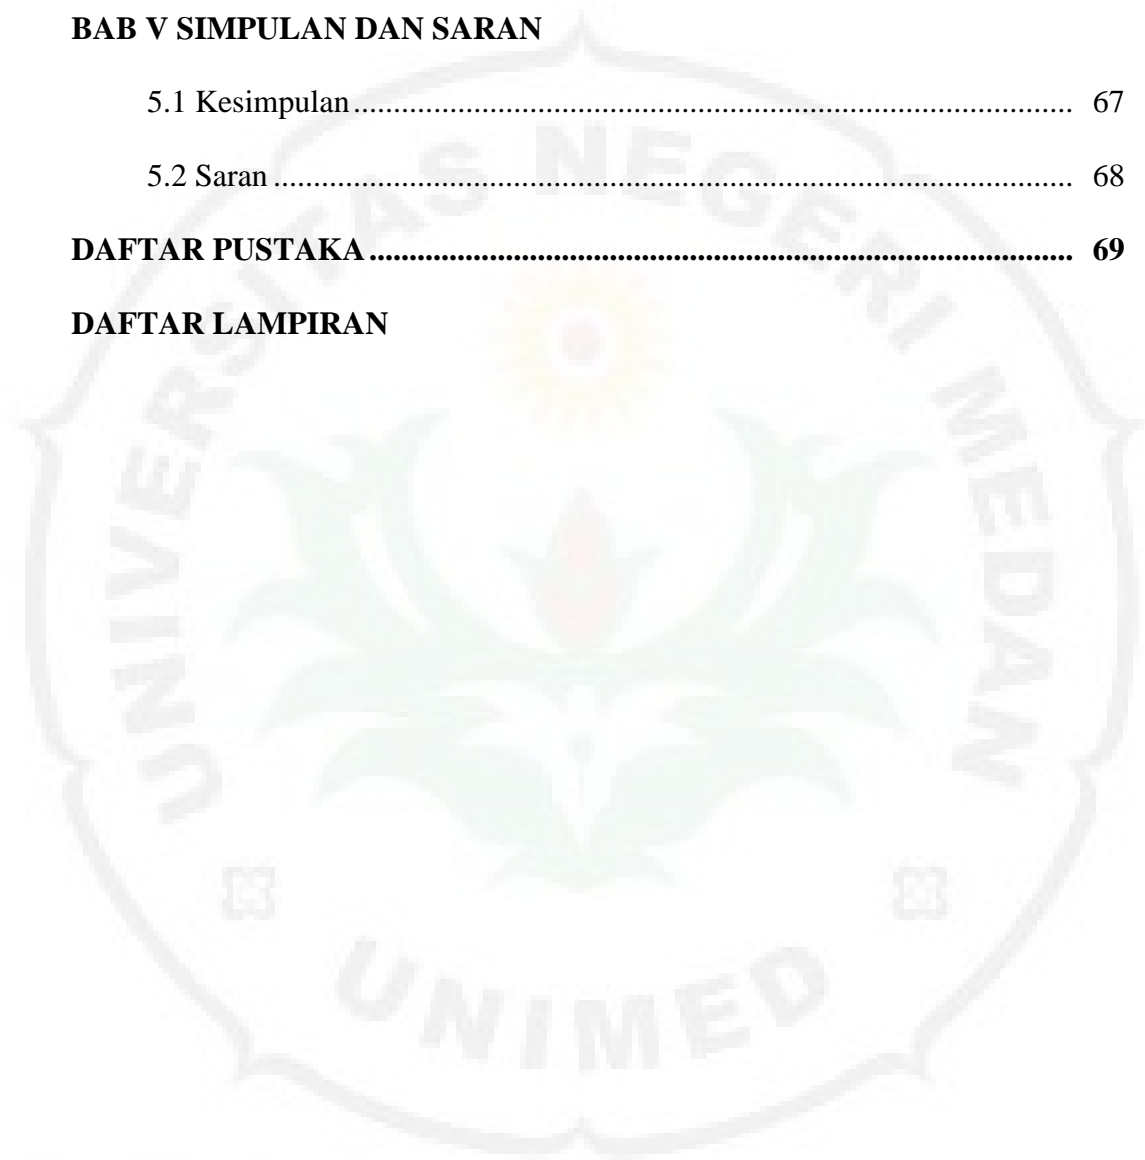 BAB V SIMPULAN DAN SARAN
5.1 Kesimpulan.......................................................................................... 67
5.2 Saran.................................................................................................... 68
DAFTAR PUSTAKA........................................................................................ 69
DAFTAR LAMPIRAN
UNIVERSITAS NEGERI MEDAN
UNIMED